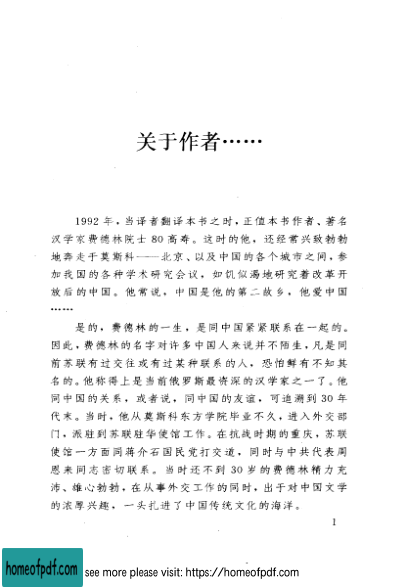 关于作者……
1992年，当译者翻译本书之时，正值本书作者、著名
汉学家费德林院士80高寿。这时的他，还经常兴致勃勃
地奔走于莫斯科——北京、以及中国的各个城市之间，参
加我国的各种学术研究会议，如饥似渴地研究着改革开
放后的中国。他常说，中国是他的第二故乡，他爱中国
……
是的，费德林的一生，是同中国紧紧联系在一起的。
因此，费德林的名字对许多中国人来说并不陌生，凡是同
前苏联有过交往或有过某种联系的人，恐怕鲜有不知其
名的。他称得上是当前俄罗斯最资深的汉学家之一了。他
同中国的关系，或者说，同中国的友谊，可追溯到30年
代末。当时，他从莫斯科东方学院毕业不久，进入外交部
门，派驻到苏联驻华使馆工作。在抗战时期的重庆，苏联
使馆一方面同蒋介石国民党打交道，同时与中共代表周
恩来同志密切联系。当时还不到30岁的费德林精力充
沛、雄心勃勃，在从事外交工作的同时，出于对中国文学
的浓厚兴趣，一头扎进了中国传统文化的海洋。
1
homeofpdf.com
see more please visit: https://homeofpdf.com